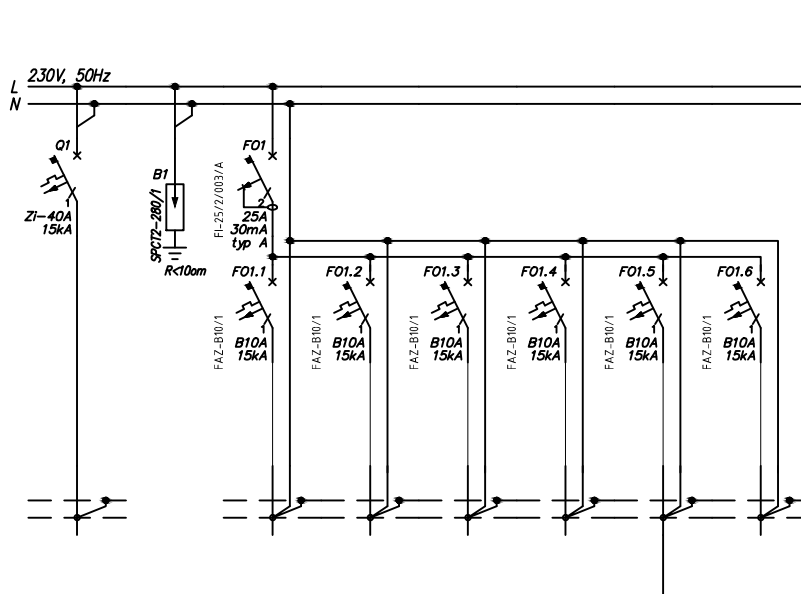 230V, 50Hz
L
N
Q1
Zi-40A
15kA
B1
SPCT2-280/1
R<10om
FO1
FI-25/2/003/A
2
25A
30mA
typ A
FO1.1
FAZ-B10/1
B10A
15kA
FO1.2
FAZ-B10/1
B10A
15kA
FO1.3
FAZ-B10/1
B10A
15kA
FO1.4
FAZ-B10/1
B10A
15kA
FO1.5
FAZ-B10/1
B10A
15kA
FO1.6
FAZ-B10/1
B10A
15kA